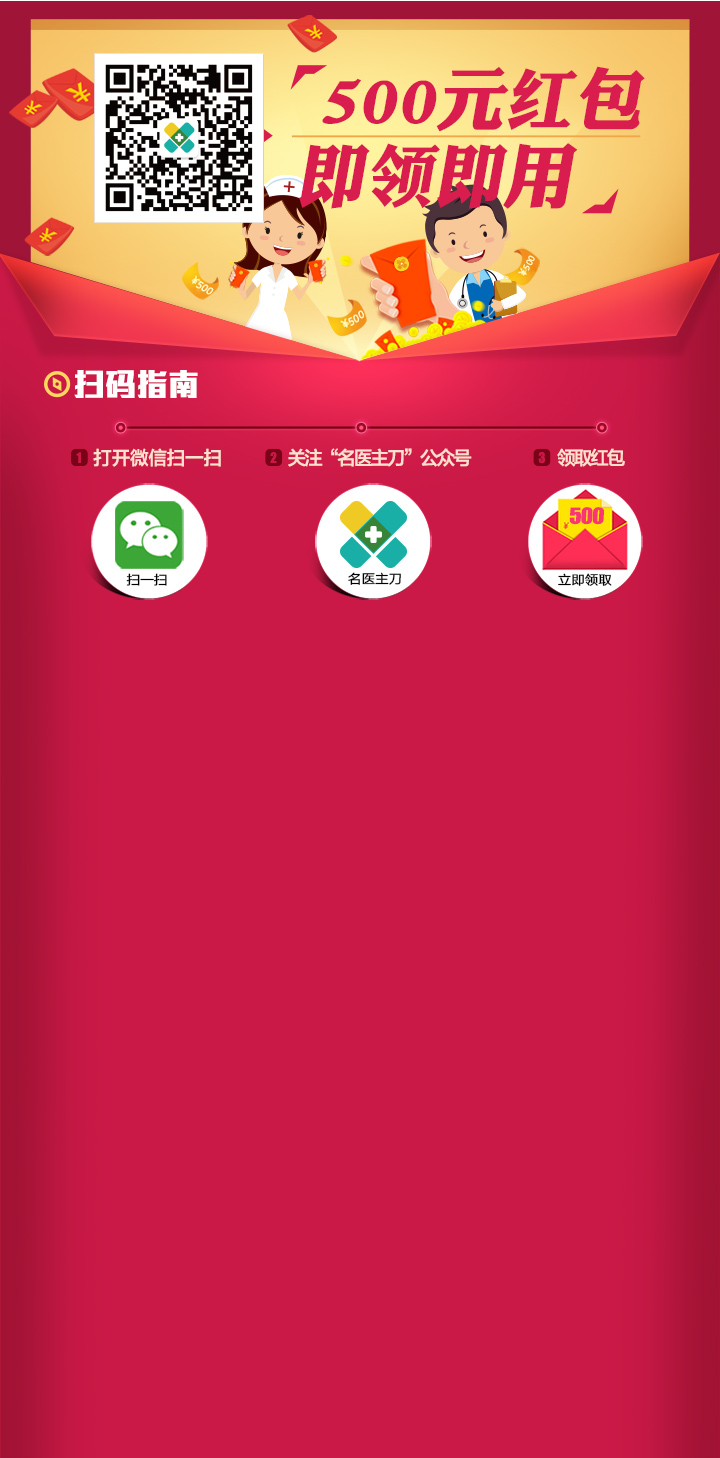 500元红包
即领即用
¥500
¥500
¥500
扫码指南
1 打开微信扫一扫
2 关注“名医主刀”公众号
3 领取红包
¥500
扫一扫
名医主刀
立即领取